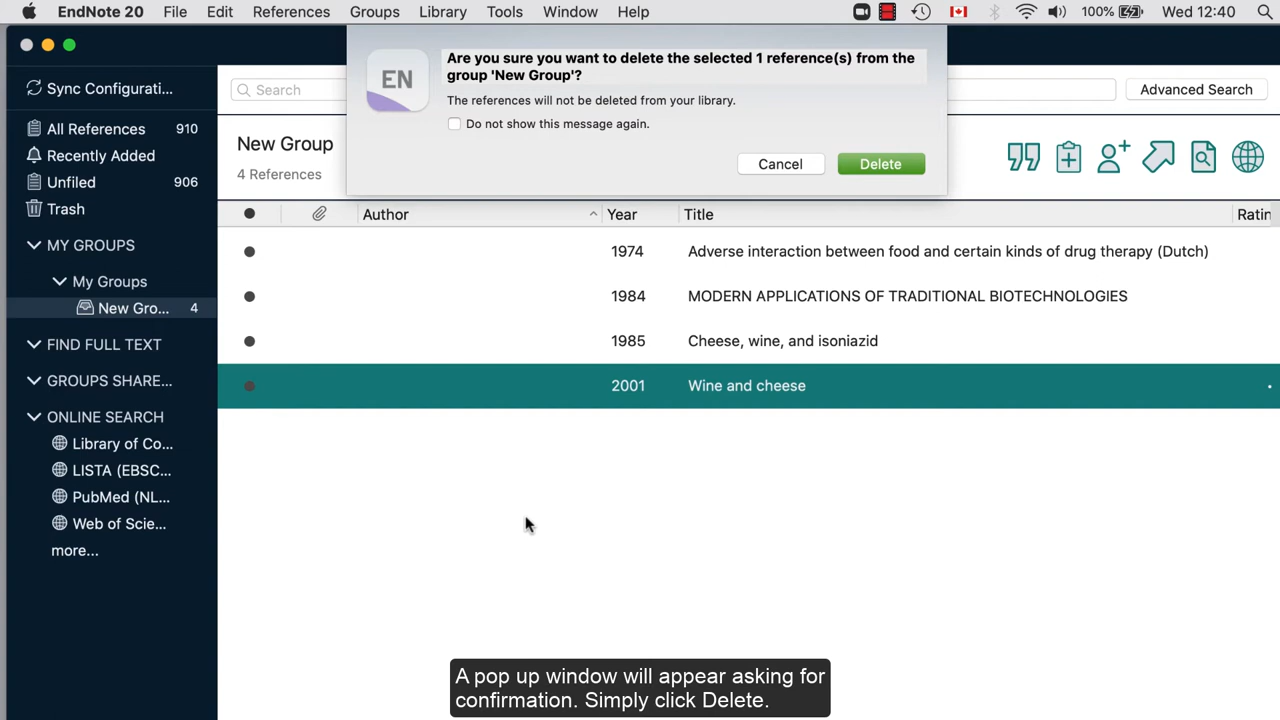 EndNote 20 File Edit References Groups Library Tools Window Help 100% Wed 12:40
Sync Configurati...
EN
Are you sure you want to delete the selected 1 reference(s) from the
group 'New Group'?
The references will not be deleted from your library.
Do not show this message again.
Cancel Delete
Search
Advanced Search
All References 910
Recently Added
Unfiled 906
Trash
MY GROUPS
My Groups
New Gro... 4
FIND FULL TEXT
GROUPS SHARE...
ONLINE SEARCH
Library of Co...
LISTA (EBSC...
PubMed (NL...
Web of Scie...
more...
New Group
4 References
Author Year Title Ratin
1974 Adverse interaction between food and certain kinds of drug therapy (Dutch)
1984 MODERN APPLICATIONS OF TRADITIONAL BIOTECHNOLOGIES
1985 Cheese, wine, and isoniazid
2001 Wine and cheese
A pop up window will appear asking for
confirmation. Simply click Delete.